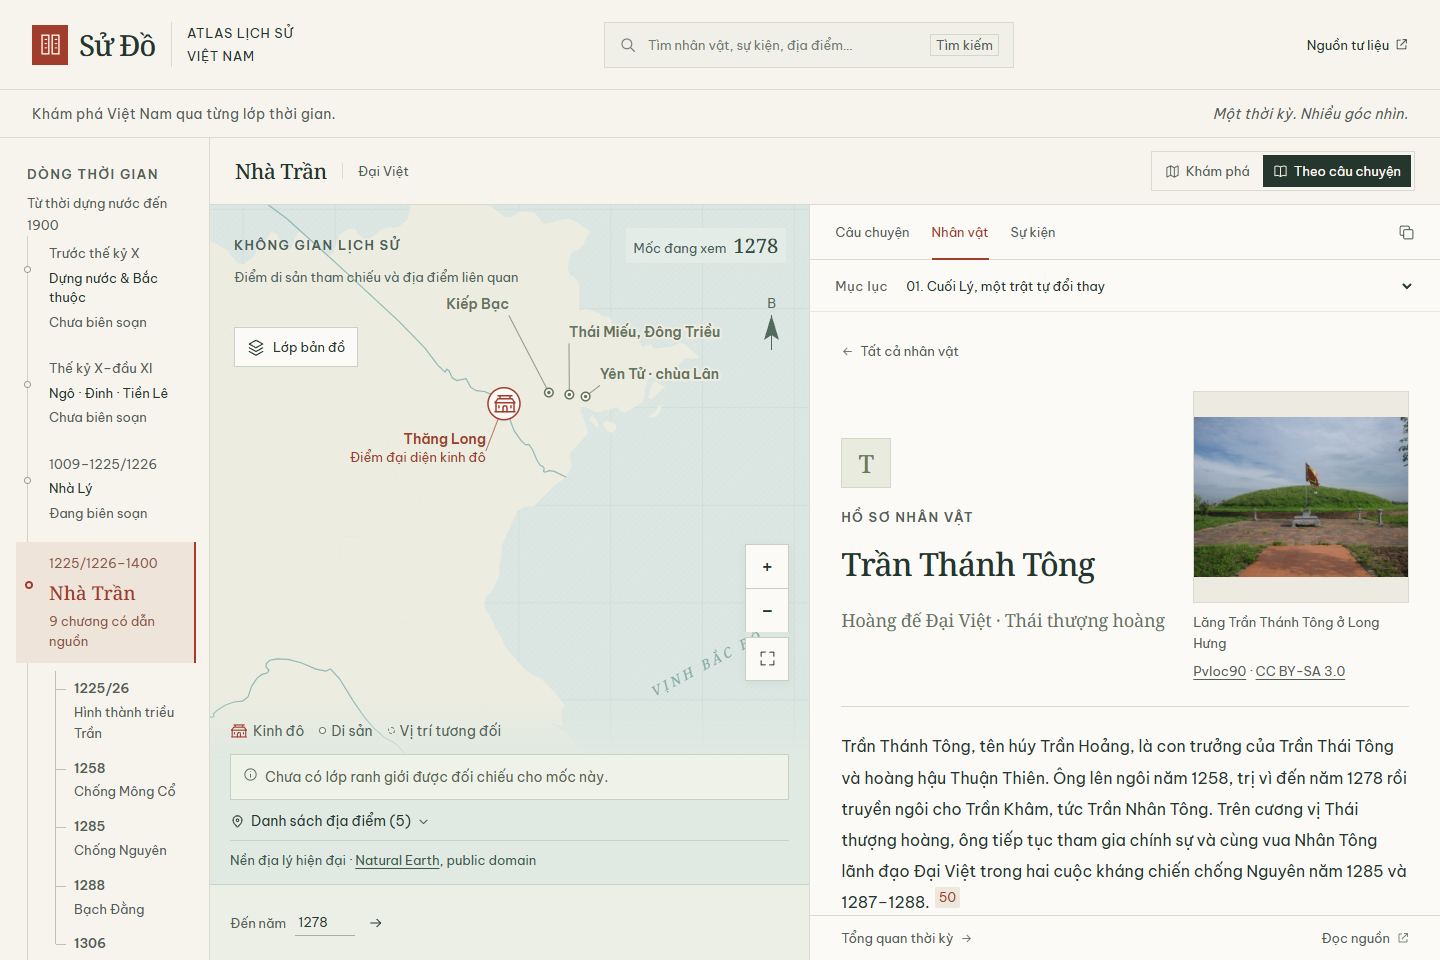 Sử Đồ
ATLAS LỊCH SỬ
VIỆT NAM
Tìm nhân vật, sự kiện, địa điểm...
Tìm kiếm
Nguồn tư liệu
Khám phá Việt Nam qua từng lớp thời gian.
Một thời kỳ. Nhiều góc nhìn.
DÒNG THỜI GIAN
Từ thời dựng nước đến
1900
Trước thế kỷ X
Dựng nước & Bắc
thuộc
Chưa biên soạn
Thế kỷ X–đầu XI
Ngô · Đinh · Tiền Lê
Chưa biên soạn
1009–1225/1226
Nhà Lý
Đang biên soạn
1225/1226–1400
Nhà Trần
9 chương có dẫn
nguồn
1225/26
Hình thành triều
Trần
1258
Chống Mông Cổ
1285
Chống Nguyên
1288
Bạch Đằng
1306
Nhà Trần
Đại Việt
Khám phá
Theo câu chuyện
KHÔNG GIAN LỊCH SỬ
Điểm di sản tham chiếu và địa điểm liên quan
Mốc đang xem 1278
Lớp bản đồ
B
Kiếp Bạc
Thái Miếu, Đông Triều
Yên Tử · chùa Lân
Thăng Long
Điểm đại diện kinh đô
+
−
VỊNH BẮC BỘ
Kinh đô
Di sản
Vị trí tương đối
Chưa có lớp ranh giới được đối chiếu cho mốc này.
Danh sách địa điểm (5)
Nền địa lý hiện đại · Natural Earth, public domain
Đến năm 1278 →
Câu chuyện
Nhân vật
Sự kiện
Mục lục
01. Cuối Lý, một trật tự đổi thay
← Tất cả nhân vật
T
HỒ SƠ NHÂN VẬT
Trần Thánh Tông
Hoàng đế Đại Việt · Thái thượng hoàng
Lăng Trần Thánh Tông ở Long
Hưng
Pvloc90 · CC BY-SA 3.0
Trần Thánh Tông, tên húy Trần Hoảng, là con trưởng của Trần Thái Tông
và hoàng hậu Thuận Thiên. Ông lên ngôi năm 1258, trị vì đến năm 1278 rồi
truyền ngôi cho Trần Khâm, tức Trần Nhân Tông. Trên cương vị Thái
thượng hoàng, ông tiếp tục tham gia chính sự và cùng vua Nhân Tông
lãnh đạo Đại Việt trong hai cuộc kháng chiến chống Nguyên năm 1285 và
1287–1288. 50
Tổng quan thời kỳ →
Đọc nguồn